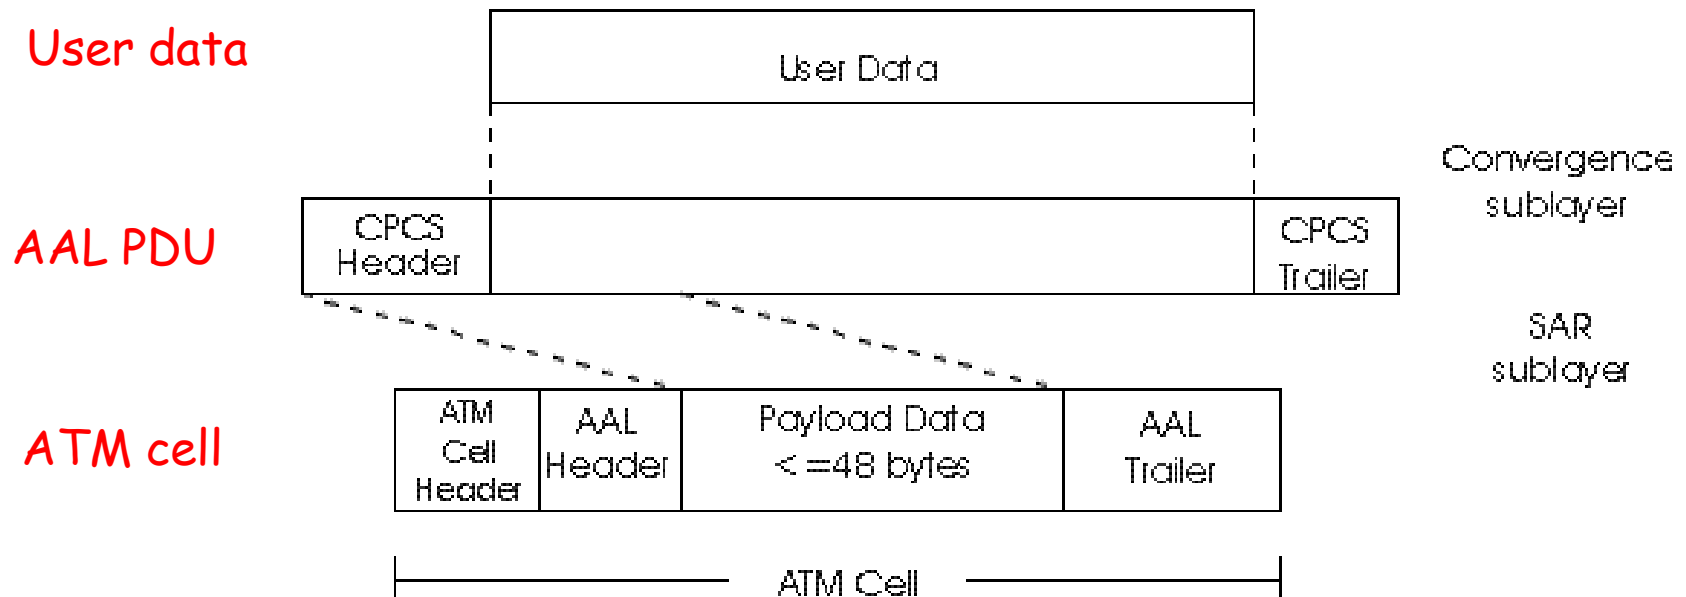 User data
User Data
Convergence
sublayer
AAL PDU
CPCS
Header
CPCS
Trailer
SAR
sublayer
ATM cell
ATM
Cell
Header
AAL
Header
Payload Data
< =48 bytes
AAL
Trailer
ATM Cell